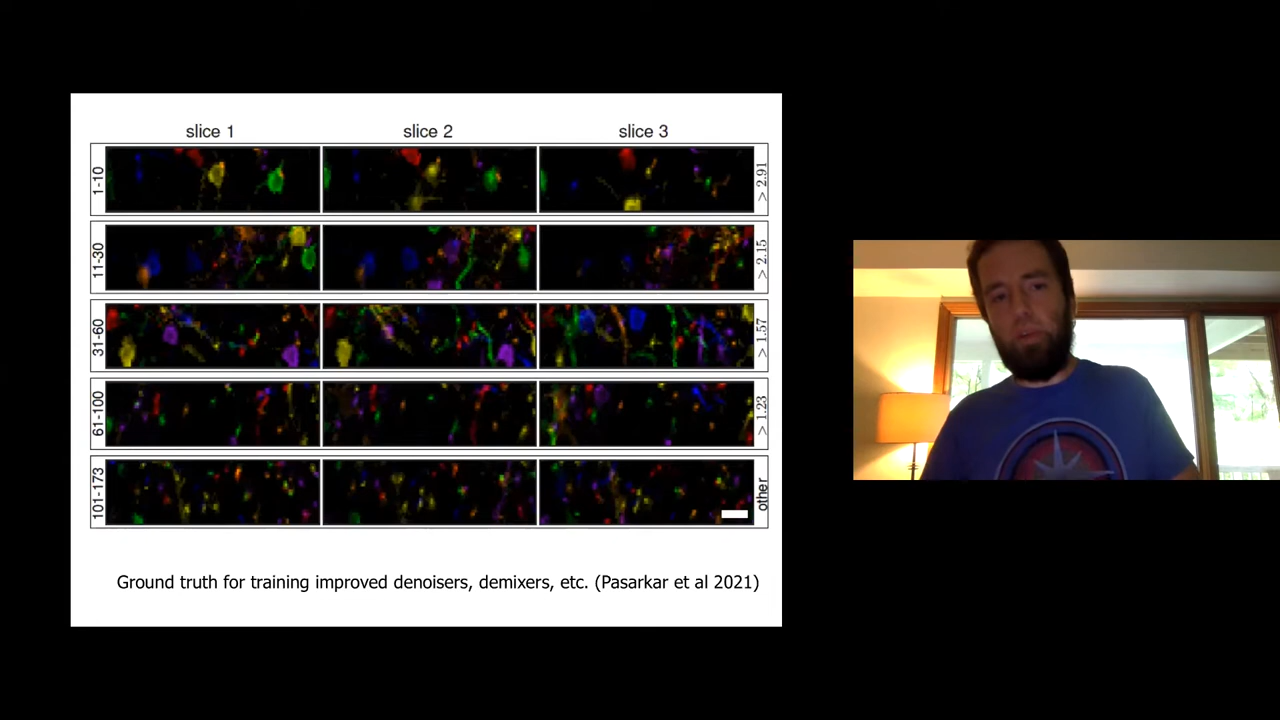 slice 1 slice 2 slice 3
1-10 > 2.91
11-30 > 2.15
31-60 > 1.57
61-100 > 1.23
101-173 other
Ground truth for training improved denoisers, demixers, etc. (Pasarkar et al 2021)